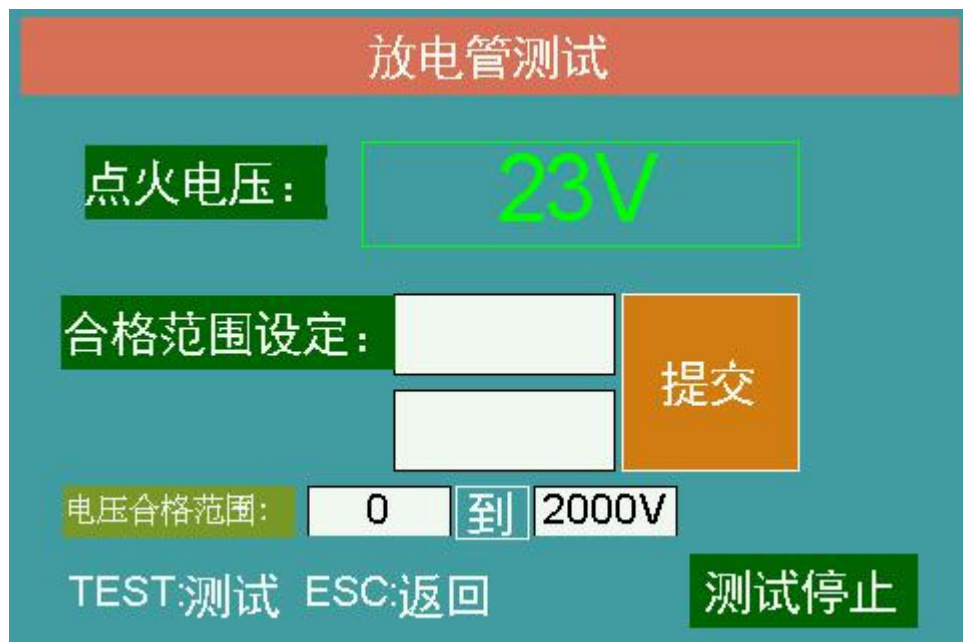 放电管测试
点火电压: 23V
合格范围设定:
提交
电压合格范围: 0 到 2000V
TEST:测试 ESC:返回 测试停止